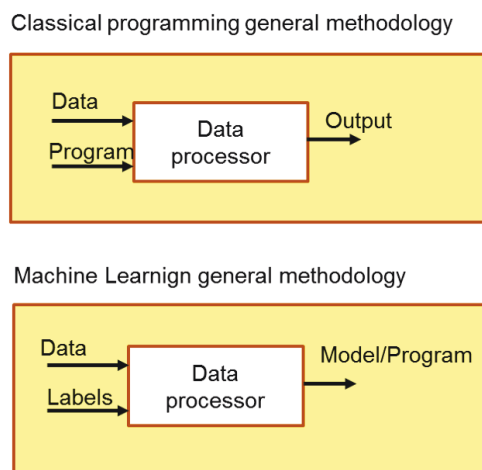 Classical programming general methodology
Data
Program
Data
processor
Output
Machine Learnign general methodology
Data
Labels
Data
processor
Model/Program